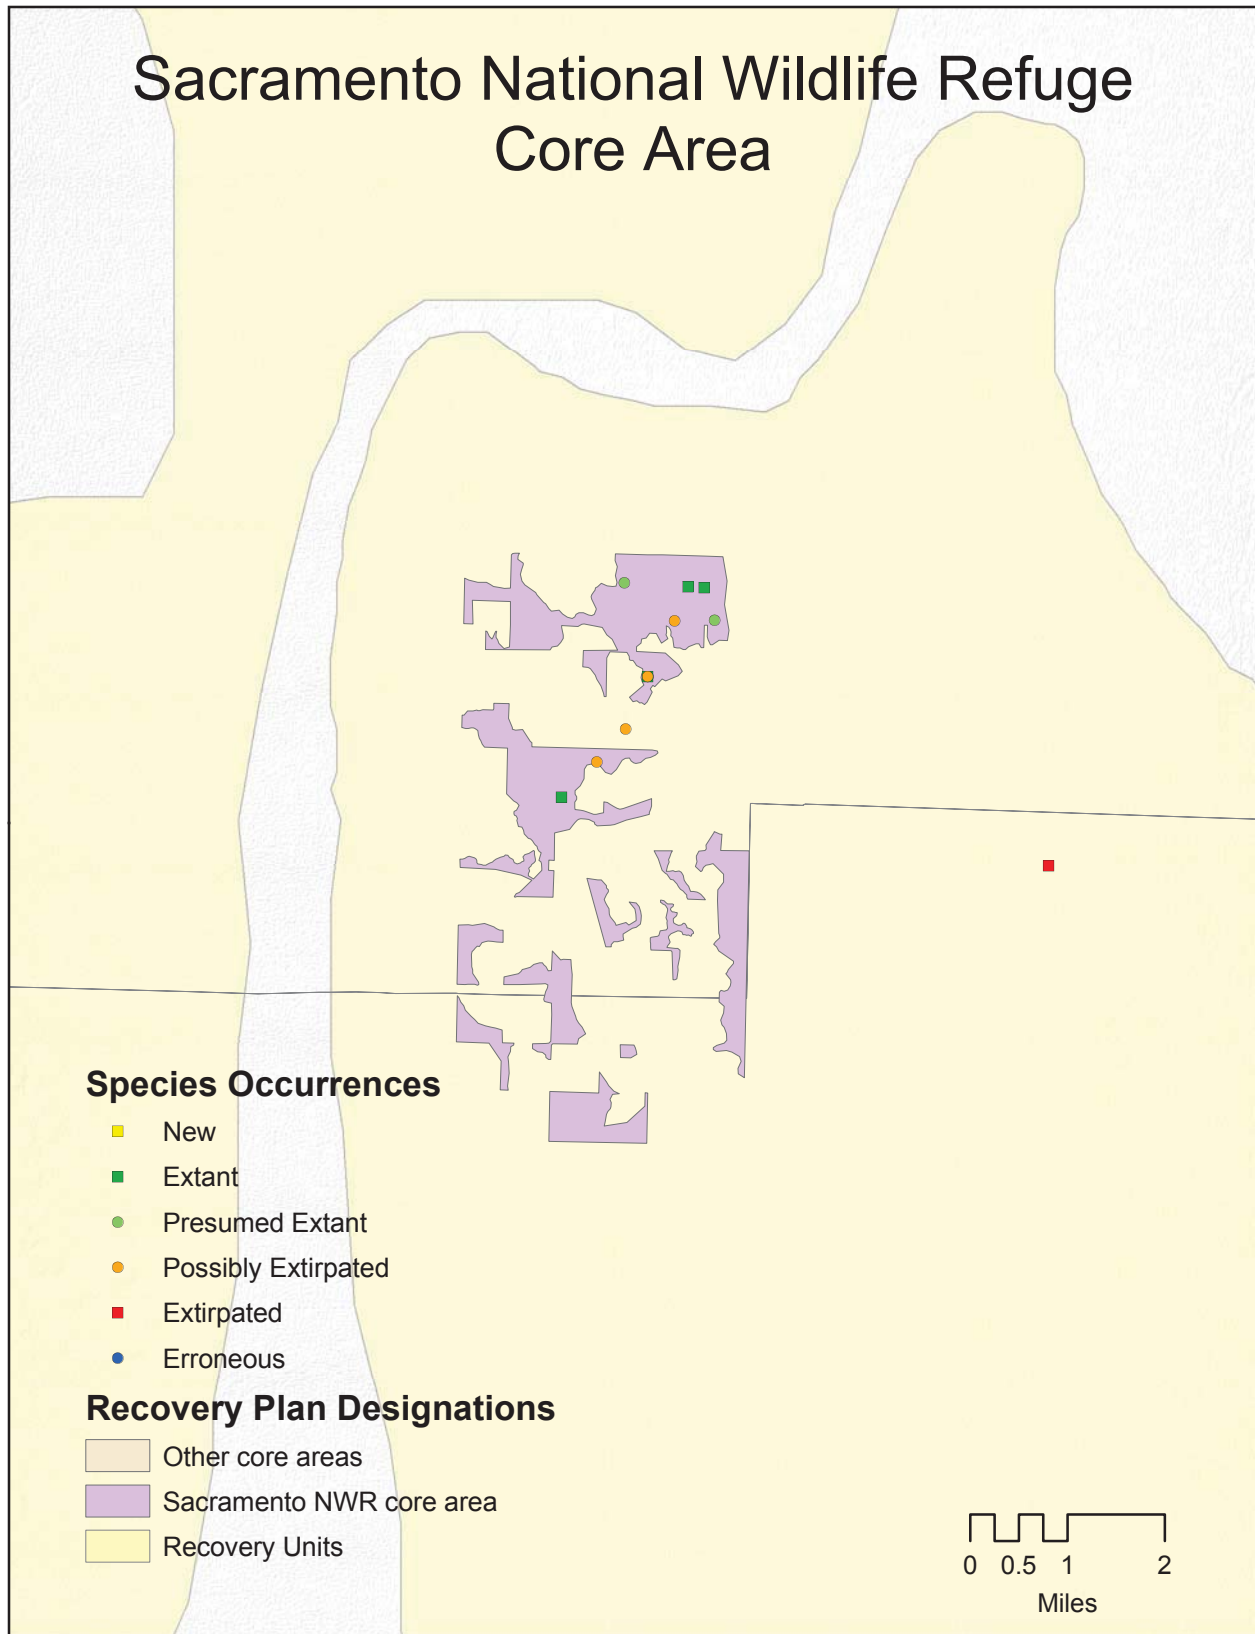 Sacramento National Wildlife Refuge
Core Area
Species Occurrences
New
Extant
Presumed Extant
Possibly Extirpated
Extirpated
Erroneous
Recovery Plan Designations
Other core areas
Sacramento NWR core area
Recovery Units
0 0.5 1 2
Miles